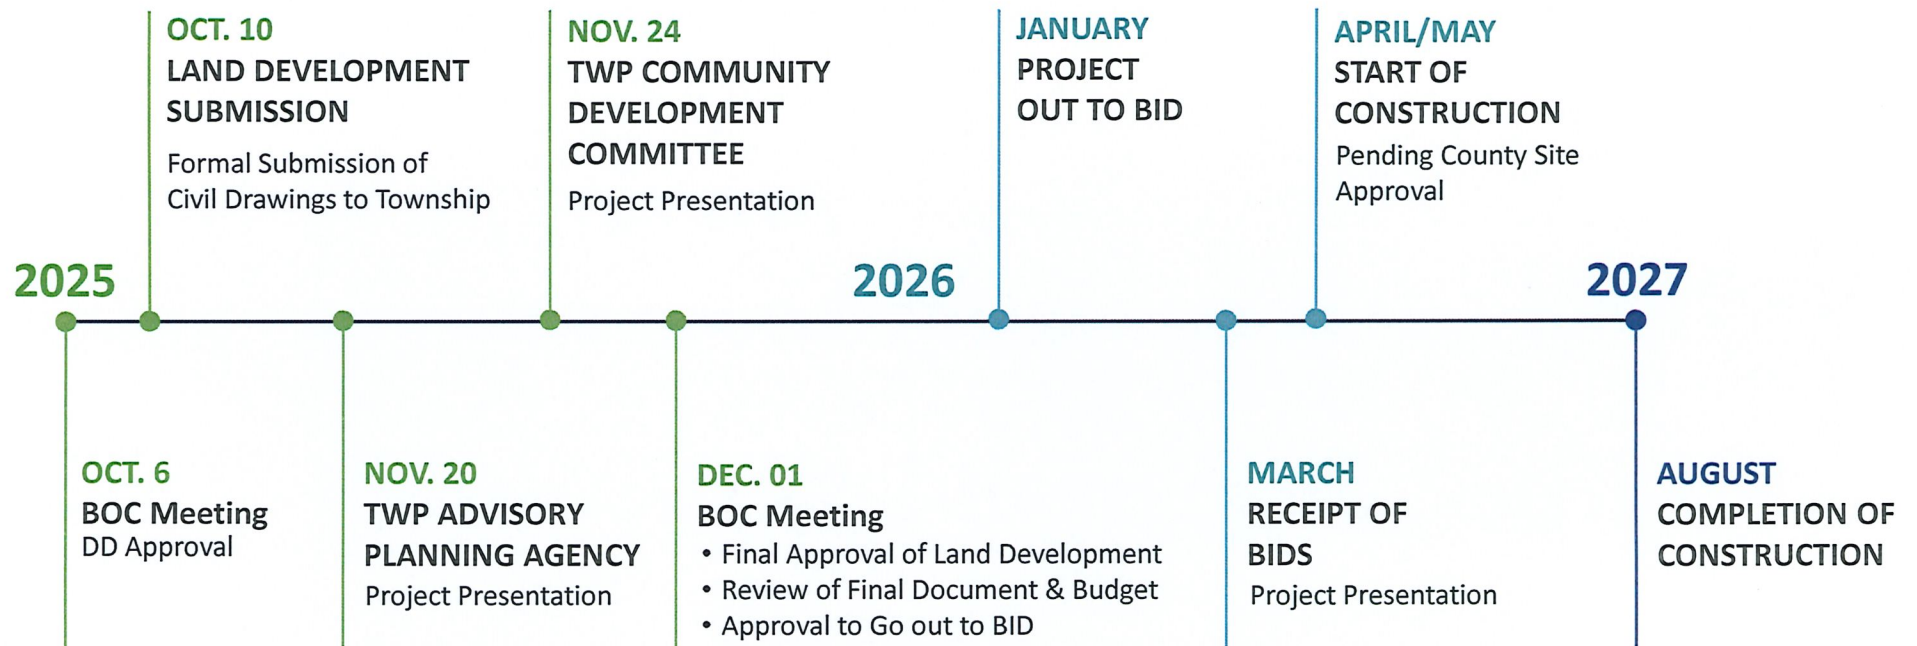 OCT. 10
LAND DEVELOPMENT
SUBMISSION
Formal Submission of
Civil Drawings to Township
NOV. 24
TWP COMMUNITY
DEVELOPMENT
COMMITTEE
Project Presentation
JANUARY
PROJECT
OUT TO BID
APRIL/MAY
START OF
CONSTRUCTION
Pending County Site
Approval
2025
2026
2027
OCT. 6
BOC Meeting
DD Approval
NOV. 20
TWP ADVISORY
PLANNING AGENCY
Project Presentation
DEC. 01
BOC Meeting
• Final Approval of Land Development
• Review of Final Document & Budget
• Approval to Go out to BID
MARCH
RECEIPT OF
BIDS
Project Presentation
AUGUST
COMPLETION OF
CONSTRUCTION